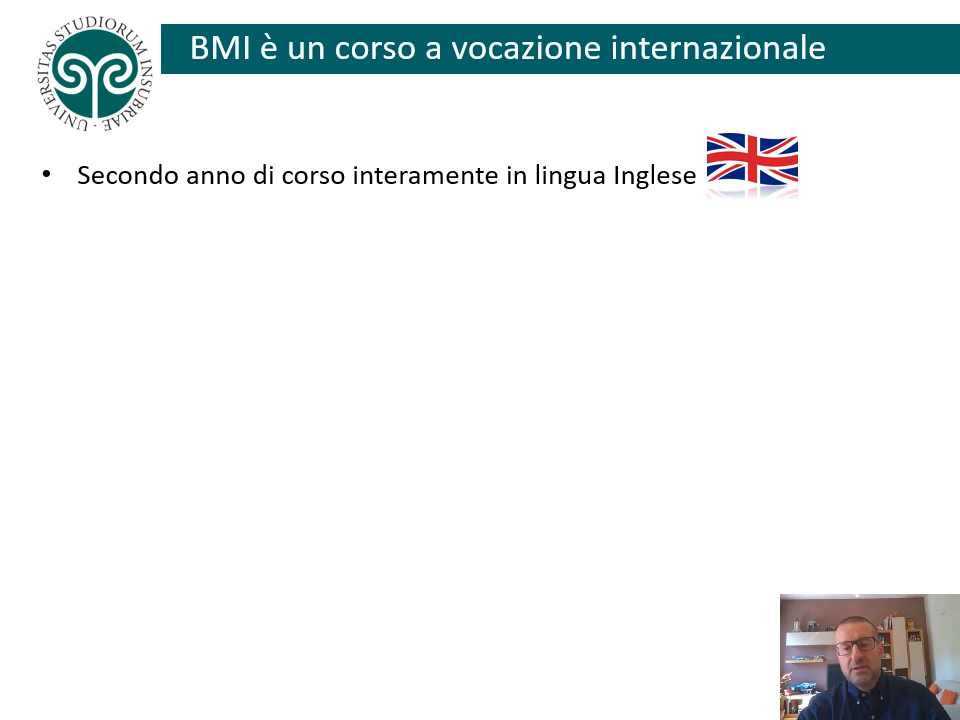 UNIVERSITAS STUDIORUM INSUBRIAE
BMI è un corso a vocazione internazionale
• Secondo anno di corso interamente in lingua Inglese